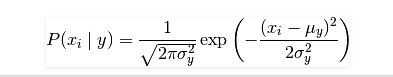 P(x_i | y) = \frac{1}{\sqrt{2\pi\sigma_y^2}} \exp\left(-\frac{(x_i - \mu_y)^2}{2\sigma_y^2}\right)